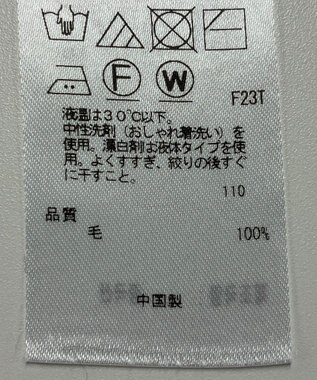 F
W
F23T
液温は30℃以下。
中性洗剤（おしゃれ着洗い）を
使用。漂白剤は液体タイプを使
用。よくすすぎ、絞りの後すぐ
に干すこと。
110
品質
毛 100%
中国製